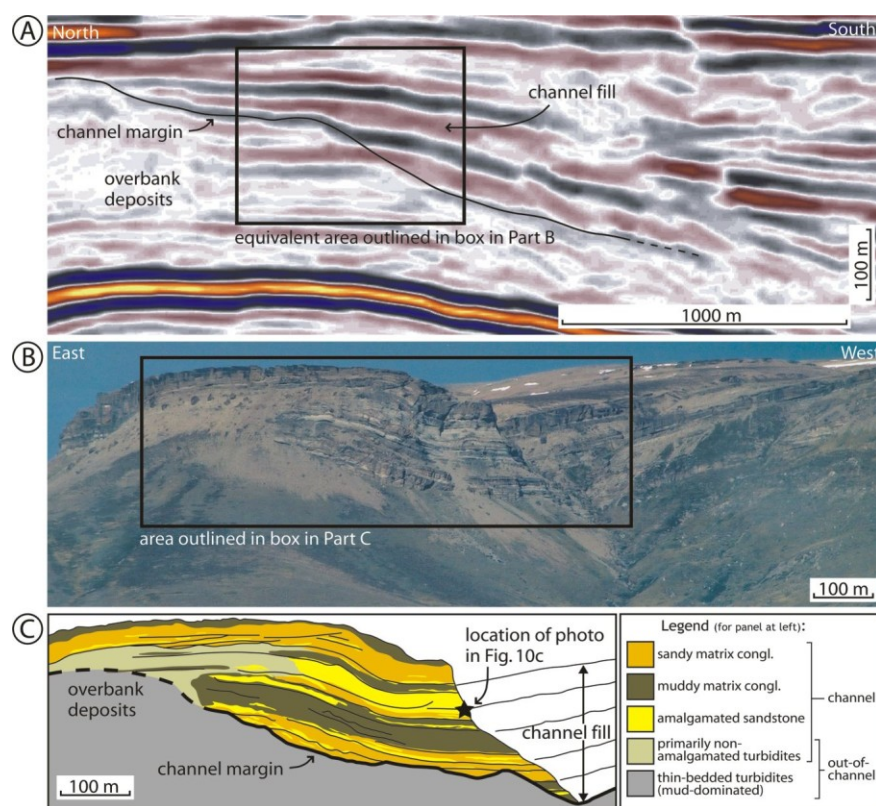 A
North
South
channel margin
channel fill
overbank
deposits
equivalent area outlined in box in Part B
100 m
1000 m
B
East
West
area outlined in box in Part C
100 m
C
overbank
deposits
location of photo
in Fig. 10c
channel fill
channel margin
100 m
Legend (for panel at left):
sandy matrix congl.
muddy matrix congl.
amalgamated sandstone
primarily non-
amalgamated turbidites
thin-bedded turbidites
(mud-dominated)
channel
out-of-
channel